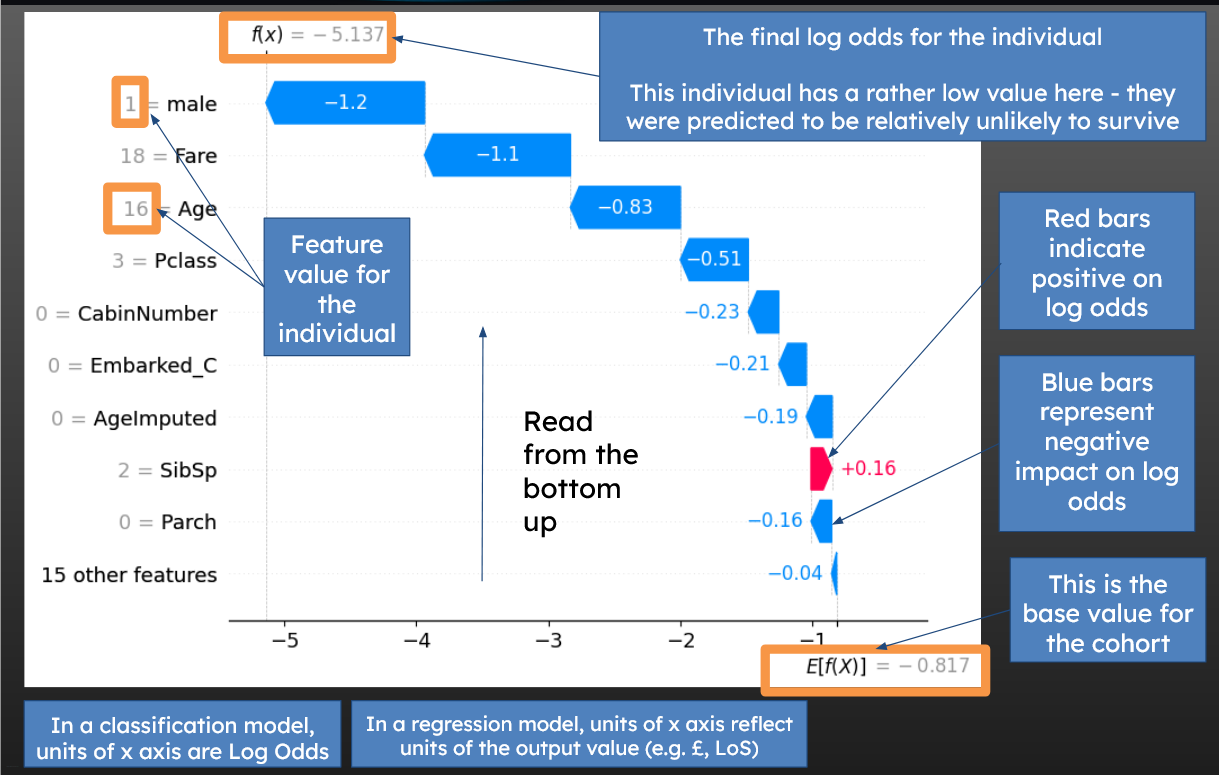 f(x) = −5.137
The final log odds for the individual
This individual has a rather low value here - they
were predicted to be relatively unlikely to survive
1 = male
−1.2
18 = Fare
−1.1
16 = Age
−0.83
3 = Pclass
−0.51
0 = CabinNumber
−0.23
0 = Embarked_C
−0.21
0 = AgeImputed
−0.19
2 = SibSp
+0.16
0 = Parch
−0.16
15 other features
−0.04
Feature
value for
the
individual
Read
from the
bottom
up
Red bars
indicate
positive on
log odds
Blue bars
represent
negative
impact on log
odds
This is the
base value for
the cohort
−5
−4
−3
−2
−1
E[f(X)] = −0.817
In a classification model,
units of x axis are Log Odds
In a regression model, units of x axis reflect
units of the output value (e.g. £, LoS)